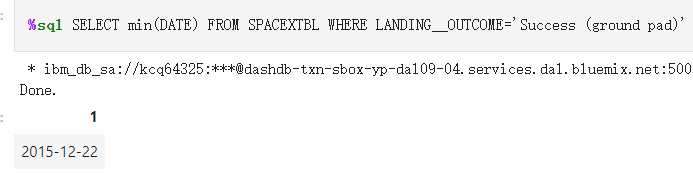 %sql SELECT min(DATE) FROM SPACEXTBL WHERE LANDING__OUTCOME='Success (ground pad)'
* ibm_db_sa://kcq64325:***@dashdb-txn-sbox-yp-dal09-04.services.dal.bluemix.net:500
Done.
1
2015-12-22